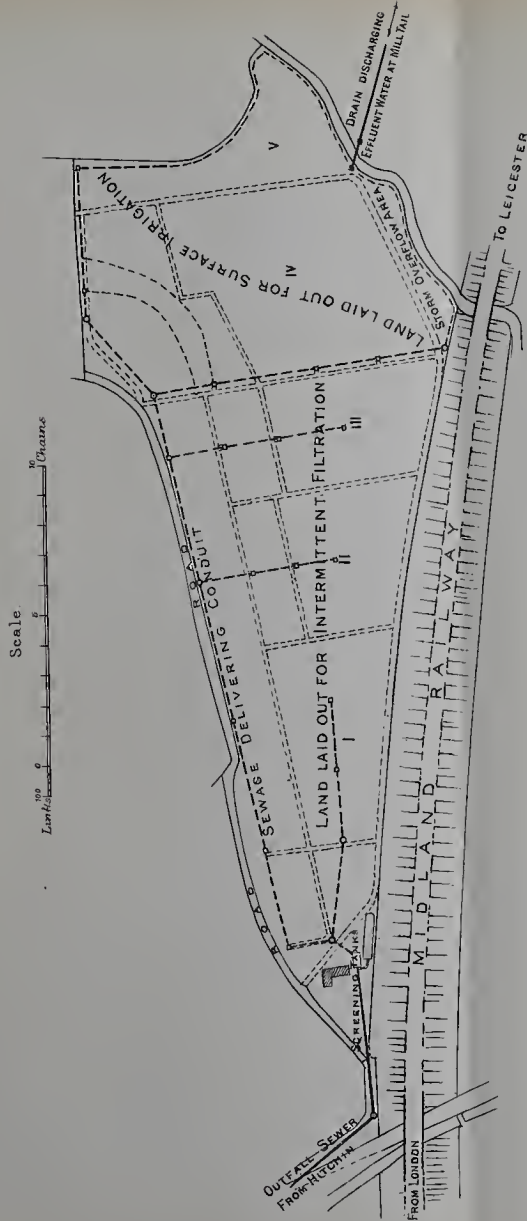 Scale.
Links 100 0 5 10 Chains
ROAD
ROAD
SEWAGE DELIVERING CONDUIT
LAND LAID OUT FOR INTERMITTENT FILTRATION
I
II
III
LAND LAID OUT FOR SURFACE IRRIGATION
IV
V
STORM OVERFLOW AREA
DRAIN DISCHARGING
EFFLUENT WATER AT MILL TAIL
SCREENING TANKS
OUTFALL SEWER
FROM HITCHIN
FROM LONDON
MIDLAND RAILWAY
TO LEICESTER